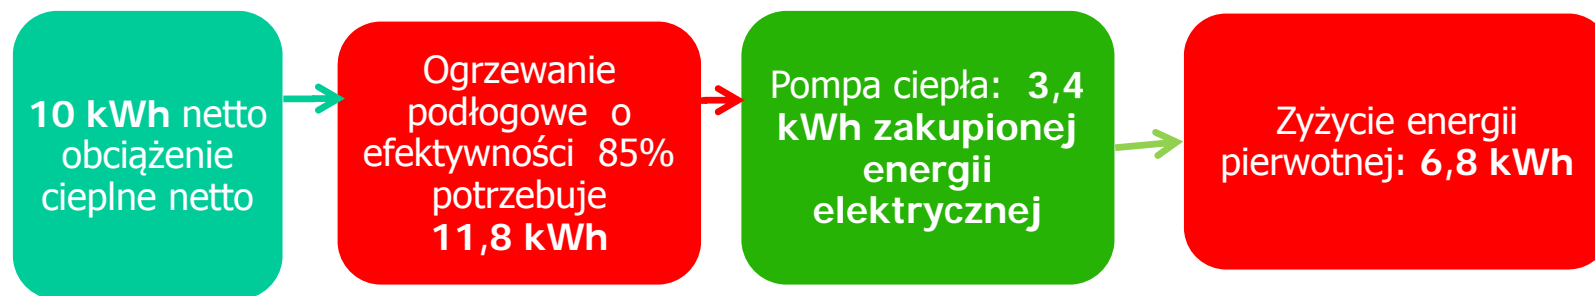 10 kWh netto
obciążenie
cieplne netto
Ogrzewanie
podłogowe o
efektywności 85%
potrzebuje
11,8 kWh
Pompa ciepła: 3,4
kWh zakupionej
energii
elektrycznej
Zyżycie energii
pierwotnej: 6,8 kWh